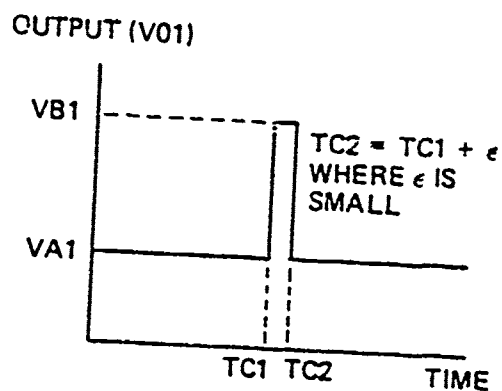 OUTPUT (V01)
VB1
TC2 = TC1 + ϵ
WHERE ϵ IS
SMALL
VA1
TC1 TC2
TIME